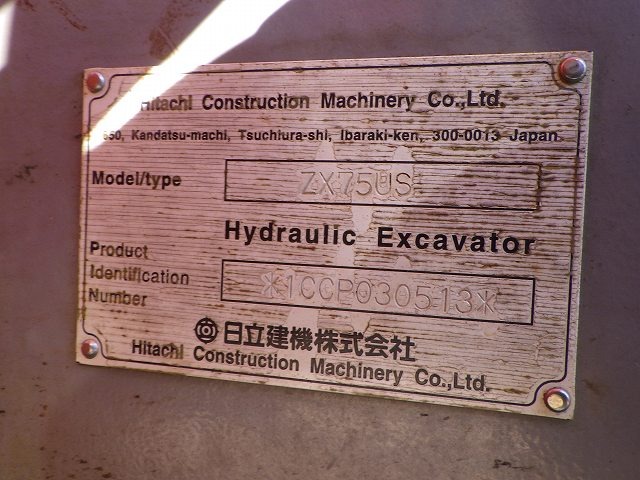 Hitachi Construction Machinery Co.,Ltd.
650, Kandatsu-machi, Tsuchiura-shi, Ibaraki-ken, 300-0013 Japan
Model/type ZX75US
Hydraulic Excavator
Product Identification Number *1CCP030513*
日立建機株式会社
Hitachi Construction Machinery Co.,Ltd.